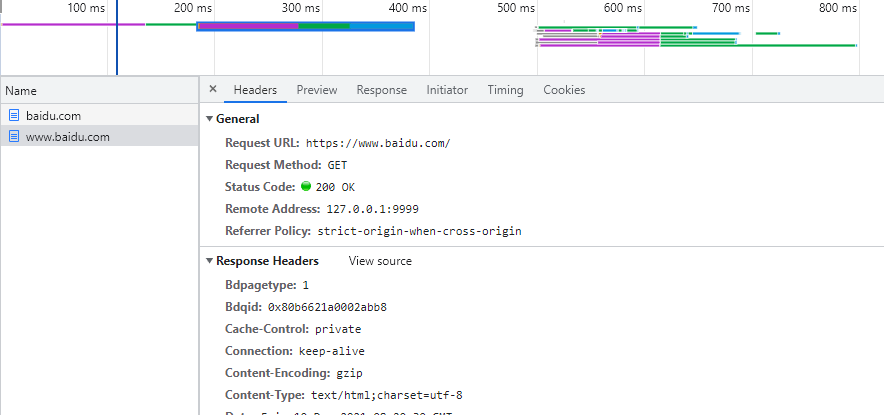 100 ms 200 ms 300 ms 400 ms 500 ms 600 ms 700 ms 800 ms
Name
× Headers Preview Response Initiator Timing Cookies
baidu.com
www.baidu.com
General
Request URL: https://www.baidu.com/
Request Method: GET
Status Code: 200 OK
Remote Address: 127.0.0.1:9999
Referrer Policy: strict-origin-when-cross-origin
Response Headers View source
Bdpagetype: 1
Bdqid: 0x80b6621a0002abb8
Cache-Control: private
Connection: keep-alive
Content-Encoding: gzip
Content-Type: text/html;charset=utf-8